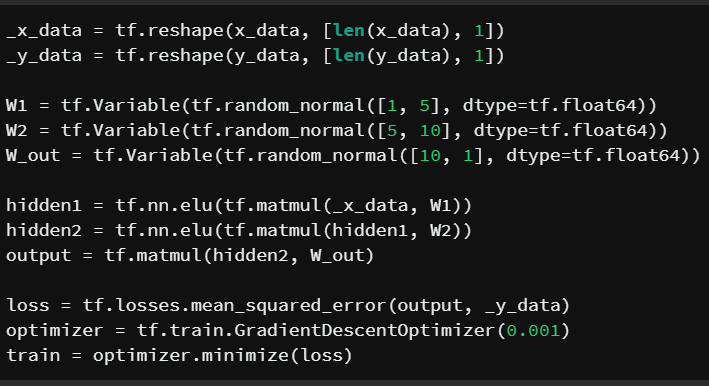 _x_data = tf.reshape(x_data, [len(x_data), 1])
_y_data = tf.reshape(y_data, [len(y_data), 1])
W1 = tf.Variable(tf.random_normal([1, 5], dtype=tf.float64))
W2 = tf.Variable(tf.random_normal([5, 10], dtype=tf.float64))
W_out = tf.Variable(tf.random_normal([10, 1], dtype=tf.float64))
hidden1 = tf.nn.elu(tf.matmul(_x_data, W1))
hidden2 = tf.nn.elu(tf.matmul(hidden1, W2))
output = tf.matmul(hidden2, W_out)
loss = tf.losses.mean_squared_error(output, _y_data)
optimizer = tf.train.GradientDescentOptimizer(0.001)
train = optimizer.minimize(loss)